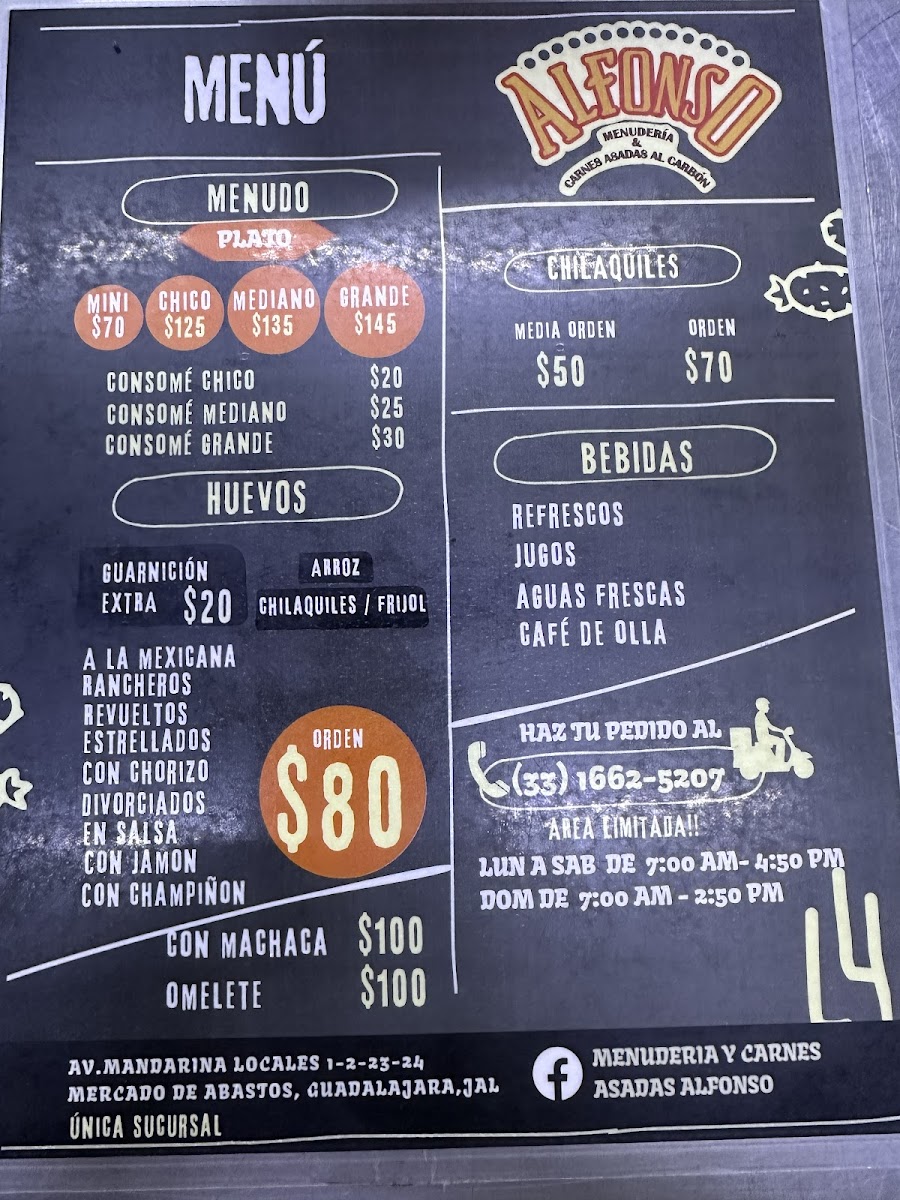 MENÚ
ALFONSO
MENUDERÍA
&
CARNES ASADAS AL CARBÓN
MENUDO
PLATO
MINI $70
CHICO $125
MEDIANO $135
GRANDE $145
CONSOMÉ CHICO $20
CONSOMÉ MEDIANO $25
CONSOMÉ GRANDE $30
HUEVOS
GUARNICIÓN
EXTRA $20
ARROZ
CHILAQUILES / FRIJOL
A LA MEXICANA
RANCHEROS
REVUELTOS
ESTRELLADOS
CON CHORIZO
DIVORCIADOS
EN SALSA
CON JAMON
CON CHAMPIÑON
ORDEN
$80
CON MACHACA $100
OMELETE $100
CHILAQUILES
MEDIA ORDEN $50
ORDEN $70
BEBIDAS
REFRESCOS
JUGOS
AGUAS FRESCAS
CAFÉ DE OLLA
HAZ TU PEDIDO AL
(33) 1662-5207
AREA LIMITADA!!
LUN A SAB DE 7:00 AM- 4:50 PM
DOM DE 7:00 AM - 2:50 PM
AV.MANDARINA LOCALES 1-2-23-24
MERCADO DE ABASTOS, GUADALAJARA,JAL
ÚNICA SUCURSAL
MENUDERIA Y CARNES
ASADAS ALFONSO